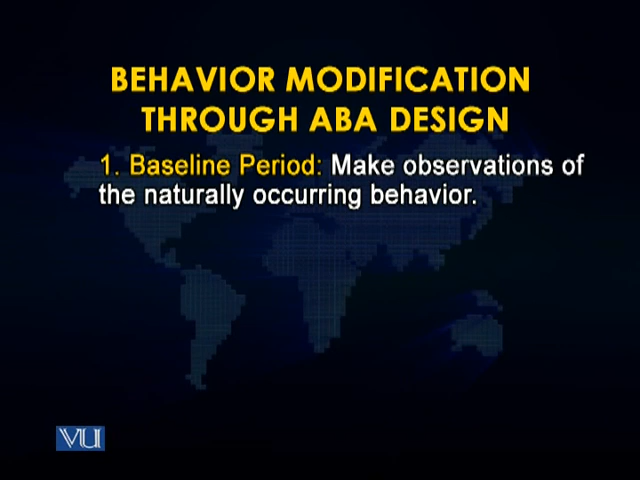 BEHAVIOR MODIFICATION
THROUGH ABA DESIGN
1. Baseline Period: Make observations of
the naturally occurring behavior.
VU